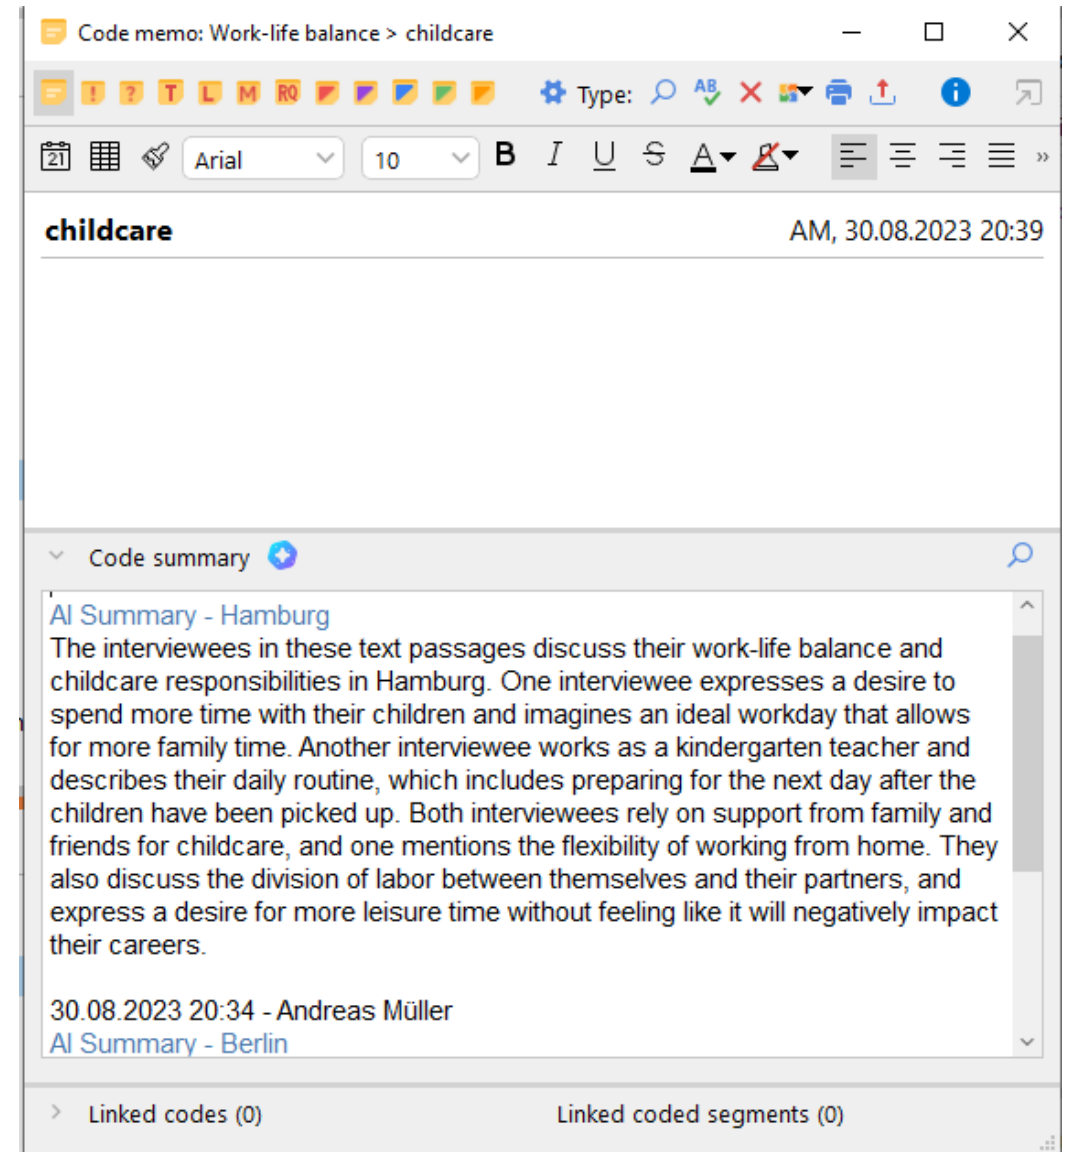 Code memo: Work-life balance > childcare
! ? T L M RQ Type: AB i
21 Arial 10 B I U S A »
childcare AM, 30.08.2023 20:39
Code summary
AI Summary - Hamburg
The interviewees in these text passages discuss their work-life balance and
childcare responsibilities in Hamburg. One interviewee expresses a desire to
spend more time with their children and imagines an ideal workday that allows
for more family time. Another interviewee works as a kindergarten teacher and
describes their daily routine, which includes preparing for the next day after the
children have been picked up. Both interviewees rely on support from family and
friends for childcare, and one mentions the flexibility of working from home. They
also discuss the division of labor between themselves and their partners, and
express a desire for more leisure time without feeling like it will negatively impact
their careers.
30.08.2023 20:34 - Andreas Müller
AI Summary - Berlin
Linked codes (0) Linked coded segments (0)